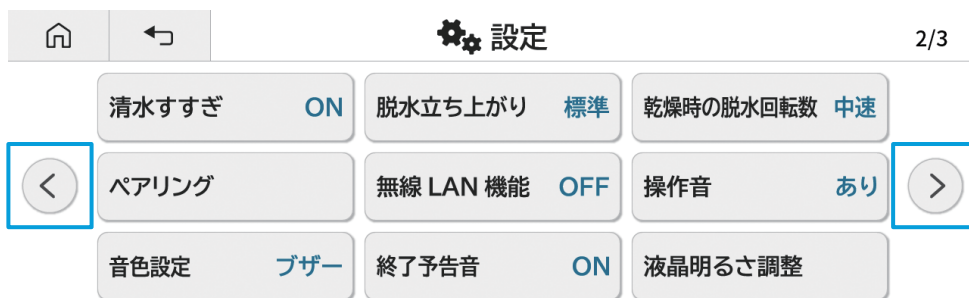 設定 2/3
清水すすぎ ON 脱水立ち上がり 標準 乾燥時の脱水回転数 中速
ペアリング 無線 LAN 機能 OFF 操作音 あり
音色設定 ブザー 終了予告音 ON 液晶明るさ調整